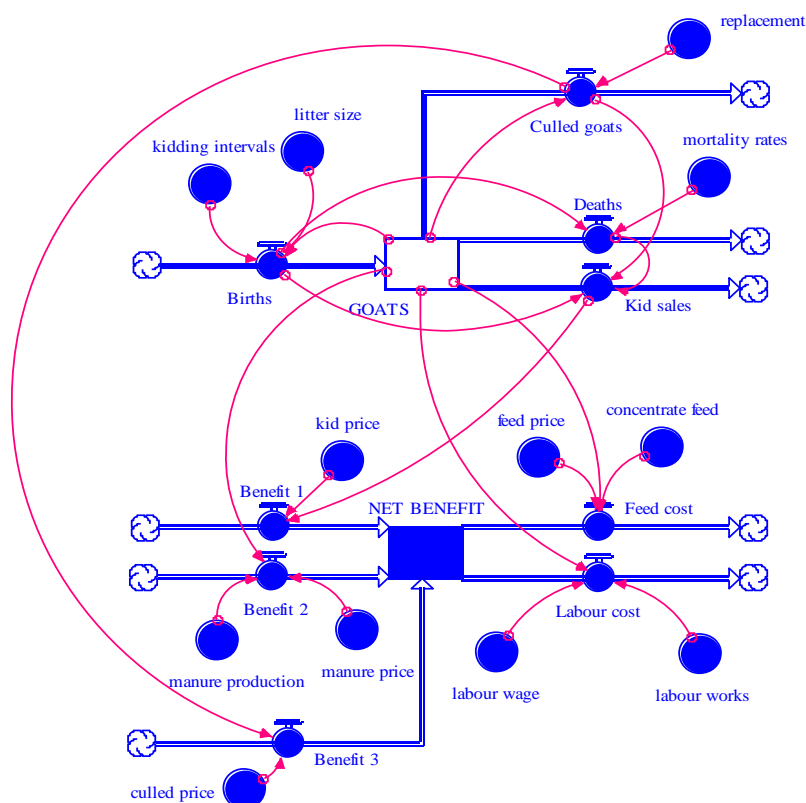 replacement
litter size
Culled goats
kidding intervals
mortality rates
Deaths
Births
GOATS
Kid sales
kid price
feed price
concentrate feed
Benefit 1
NET BENEFIT
Feed cost
Benefit 2
Labour cost
manure production
manure price
labour wage
labour works
Benefit 3
culled price